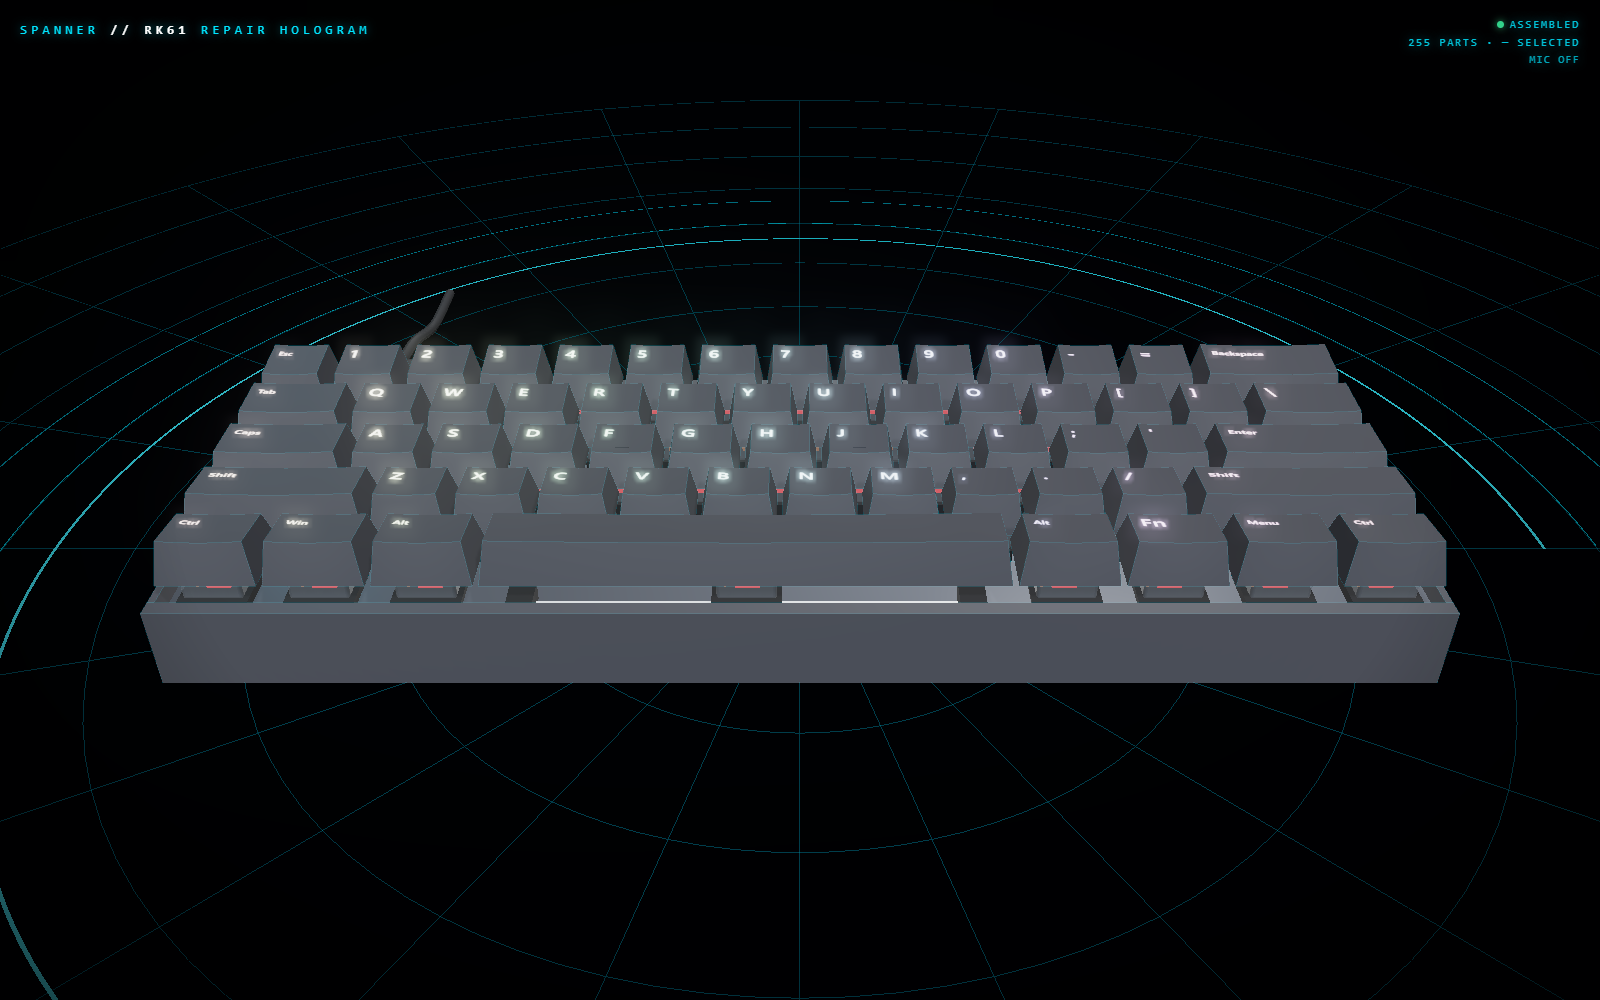 SPANNER // RK61 REPAIR HOLOGRAM
ASSEMBLED
255 PARTS · — SELECTED
MIC OFF
Esc 1 2 3 4 5 6 7 8 9 0 - = Backspace
Tab Q W E R T Y U I O P [ ] \
Caps A S D F G H J K L ; ' Enter
Shift Z X C V B N M , . / Shift
Ctrl Win Alt Alt Fn Menu Ctrl